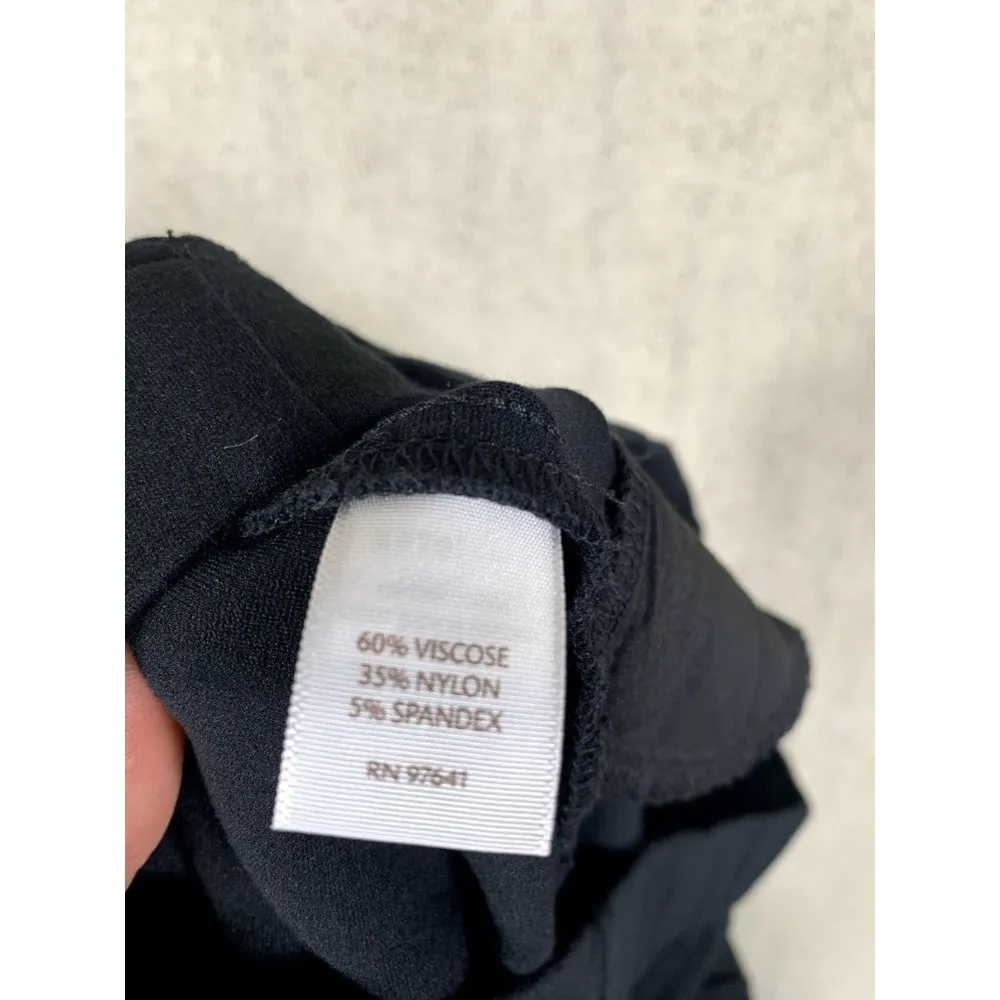 60% VISCOSE
35% NYLON
5% SPANDEX
RN 97641